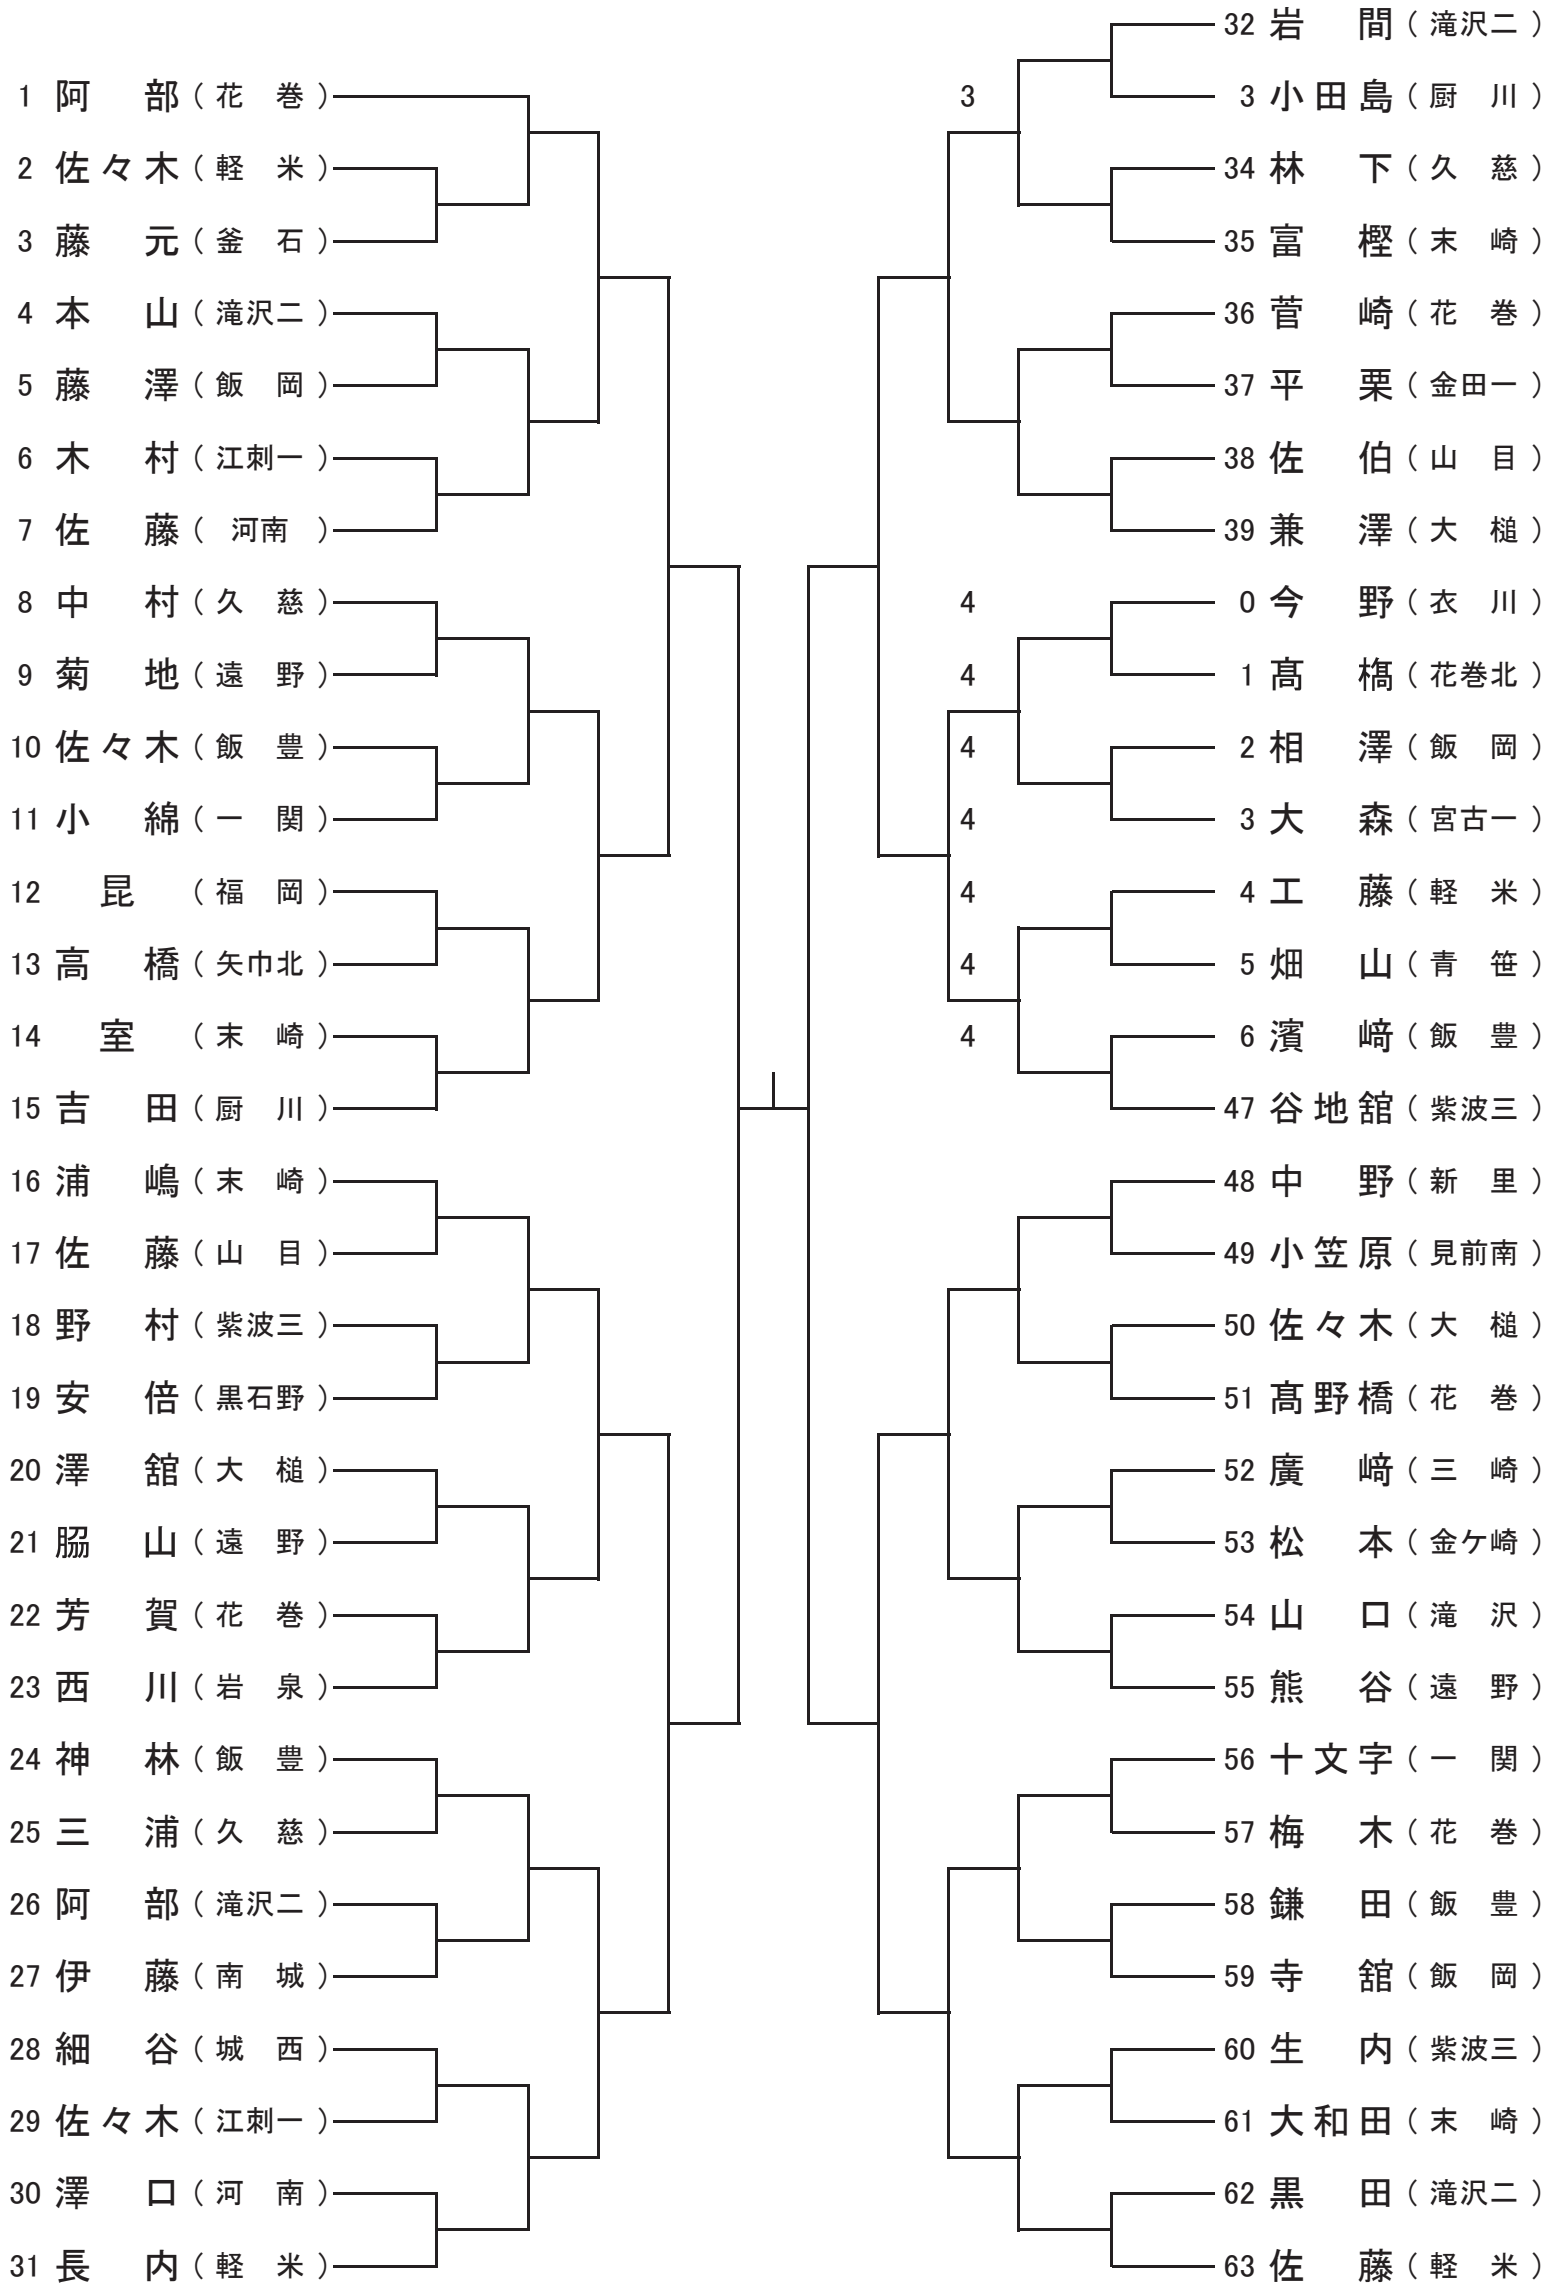 1 阿部（花巻）
2 佐々木（軽米）
3 藤元（釜石）
4 本山（滝沢二）
5 藤澤（飯岡）
6 木村（江刺一）
7 佐藤（河南）
8 中村（久慈）
9 菊地（遠野）
10 佐々木（飯豊）
11 小綿（一関）
12 昆（福岡）
13 高橋（矢巾北）
14 室（末崎）
15 吉田（厨川）
16 浦嶋（末崎）
17 佐藤（山目）
18 野村（紫波三）
19 安倍（黒石野）
20 澤舘（大槌）
21 脇山（遠野）
22 芳賀（花巻）
23 西川（岩泉）
24 神林（飯豊）
25 三浦（久慈）
26 阿部（滝沢二）
27 伊藤（南城）
28 細谷（城西）
29 佐々木（江刺一）
30 澤口（河南）
31 長内（軽米）
32 岩間（滝沢二）
3 3 小田島（厨川）
34 林下（久慈）
35 富樫（末崎）
36 菅崎（花巻）
37 平栗（金田一）
38 佐伯（山目）
39 兼澤（大槌）
4 0 今野（衣川）
4 1 髙橋（花巻北）
4 2 相澤（飯岡）
4 3 大森（宮古一）
4 4 工藤（軽米）
4 5 畑山（青笹）
4 6 濱﨑（飯豊）
47 谷地舘（紫波三）
48 中野（新里）
49 小笠原（見前南）
50 佐々木（大槌）
51 髙野橋（花巻）
52 廣﨑（三崎）
53 松本（金ケ崎）
54 山口（滝沢）
55 熊谷（遠野）
56 十文字（一関）
57 梅木（花巻）
58 鎌田（飯豊）
59 寺舘（飯岡）
60 生内（紫波三）
61 大和田（末崎）
62 黒田（滝沢二）
63 佐藤（軽米）